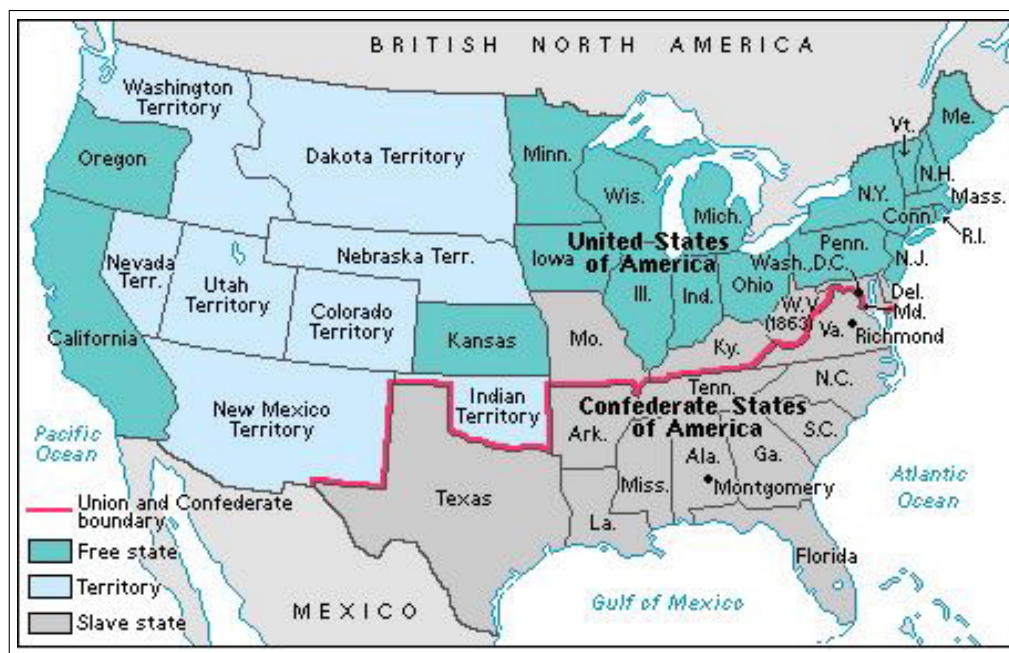 BRITISH NORTH AMERICA
Washington
Territory
Oregon
Dakota Territory
Minn.
Wis.
Mich.
Vt.
Me.
N.H.
N.Y.
Mass.
Conn.
R.I.
Nevada
Terr.
Utah
Territory
Nebraska Terr.
Iowa
United States
of America
Penn.
Wash., D.C.
N.J.
Colorado
Territory
Ill.
Ind.
Ohio
W.V.
(1863)
Del.
Md.
California
Kansas
Mo.
Ky.
Va.
Richmond
New Mexico
Territory
Indian
Territory
Tenn.
N.C.
Confederate States
of America
Ark.
S.C.
Pacific
Ocean
Texas
Miss.
Ala.
Ga.
Montgomery
Atlantic
Ocean
La.
Florida
Union and Confederate
boundary
Free state
Territory
Slave state
MEXICO
Gulf of Mexico